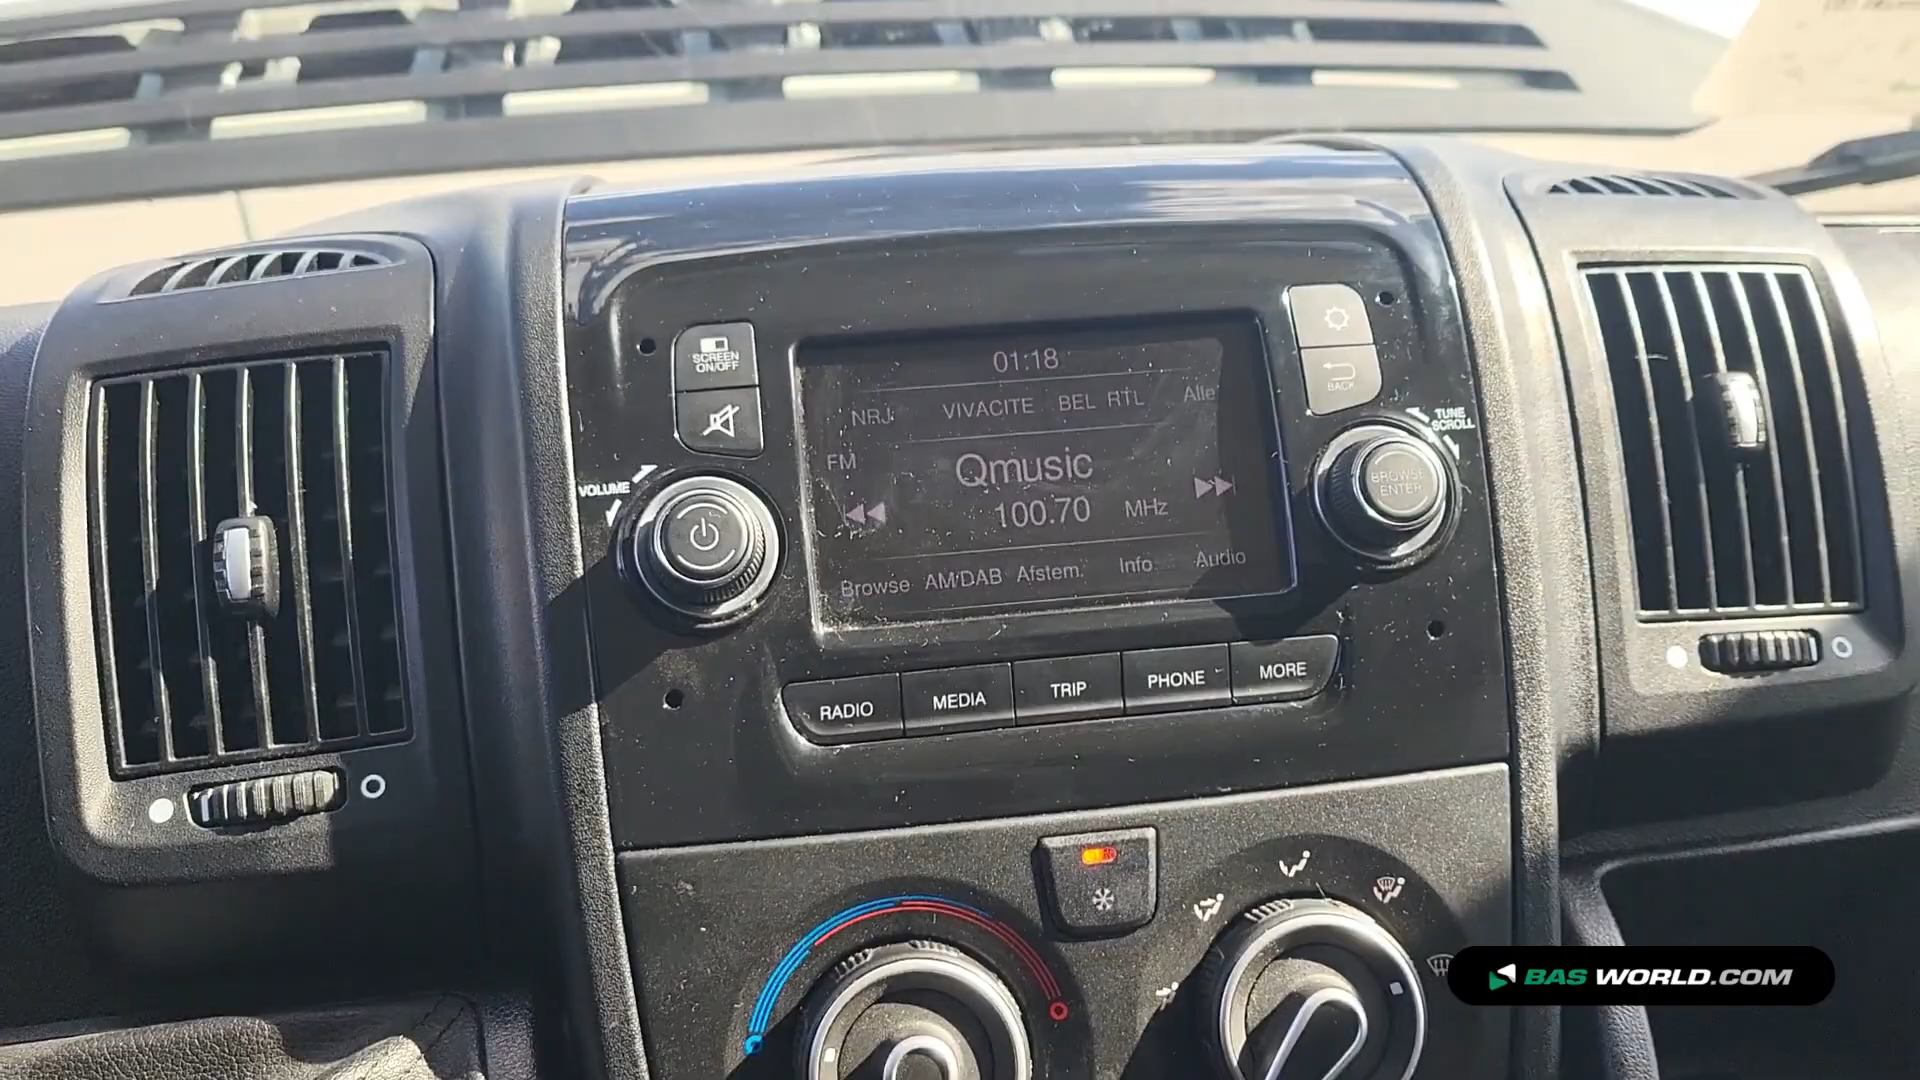 SCREEN
ON/OFF
VOLUME
01:18
NRJ VIVACITE BEL RTL Alle
FM
Qmusic
100.70 MHz
Browse AM/DAB Afstem. Info Audio
BACK
TUNE
SCROLL
BROWSE
ENTER
RADIO MEDIA TRIP PHONE MORE
BAS WORLD.COM